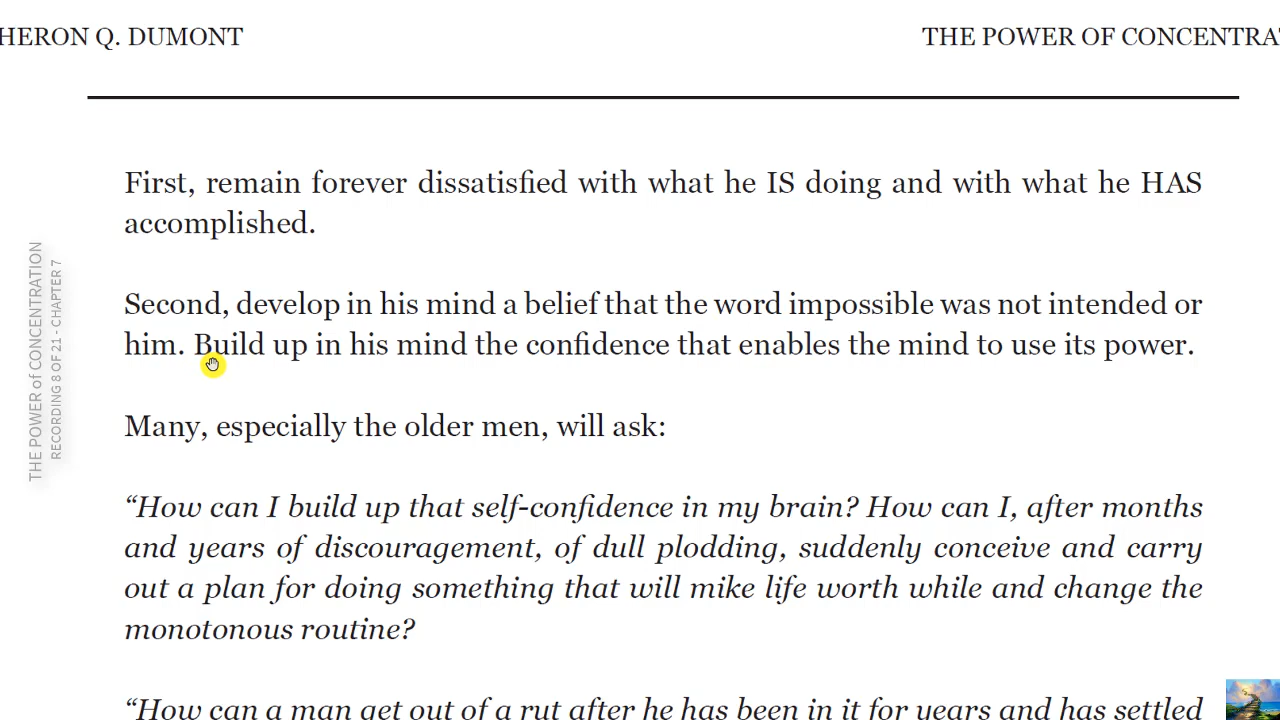 HERON Q. DUMONT
THE POWER OF CONCENTRA
First, remain forever dissatisfied with what he IS doing and with what he HAS
accomplished.
Second, develop in his mind a belief that the word impossible was not intended or
him. Build up in his mind the confidence that enables the mind to use its power.
Many, especially the older men, will ask:
“How can I build up that self-confidence in my brain? How can I, after months
and years of discouragement, of dull plodding, suddenly conceive and carry
out a plan for doing something that will mike life worth while and change the
monotonous routine?
“How can a man get out of a rut after he has been in it for years and has settled
THE POWER of CONCENTRATION
RECORDING 8 OF 21 - CHAPTER 7